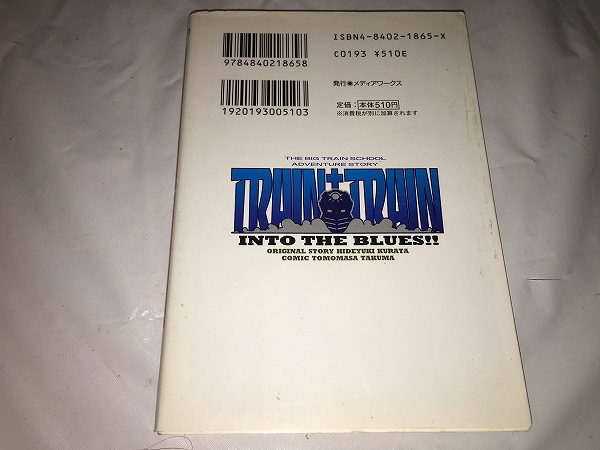 ISBN4-8402-1865-X
C0193 ¥510E
9784840218658
発行●メディアワークス
定価:本体510円
※消費税が別に加算されます
1920193005103
THE BIG TRAIN SCHOOL
ADVENTURE STORY
TRAIN+TRAIN
INTO THE BLUES!!
ORIGINAL STORY HIDEYUKI KURATA
COMIC TOMOMASA TAKUMA